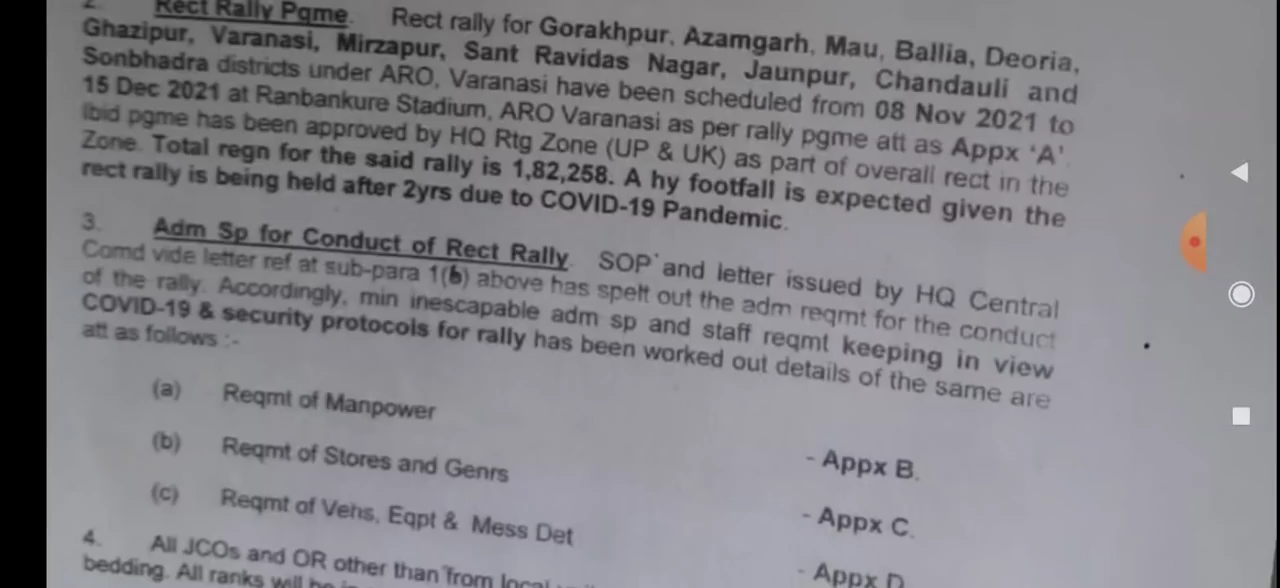 2. Rect Rally Pgme. Rect rally for Gorakhpur, Azamgarh, Mau, Ballia, Deoria,
Ghazipur, Varanasi, Mirzapur, Sant Ravidas Nagar, Jaunpur, Chandauli and
Sonbhadra districts under ARO, Varanasi have been scheduled from 08 Nov 2021 to
15 Dec 2021 at Ranbankure Stadium, ARO Varanasi as per rally pgme att as Appx 'A'.
Ibid pgme has been approved by HQ Rtg Zone (UP & UK) as part of overall rect in the
Zone. Total regn for the said rally is 1,82,258. A hy footfall is expected given the
rect rally is being held after 2yrs due to COVID-19 Pandemic.
3. Adm Sp for Conduct of Rect Rally. SOP and letter issued by HQ Central
Comd vide letter ref at sub-para 1(b) above has spelt out the adm reqmt for the conduct
of the rally. Accordingly, min inescapable adm sp and staff reqmt keeping in view
COVID-19 & security protocols for rally has been worked out details of the same are
att as follows :-
(a) Reqmt of Manpower - Appx B.
(b) Reqmt of Stores and Genrs - Appx C.
(c) Reqmt of Vehs, Eqpt & Mess Det - Appx D
4. All JCOs and OR other than from local
bedding. All ranks will be